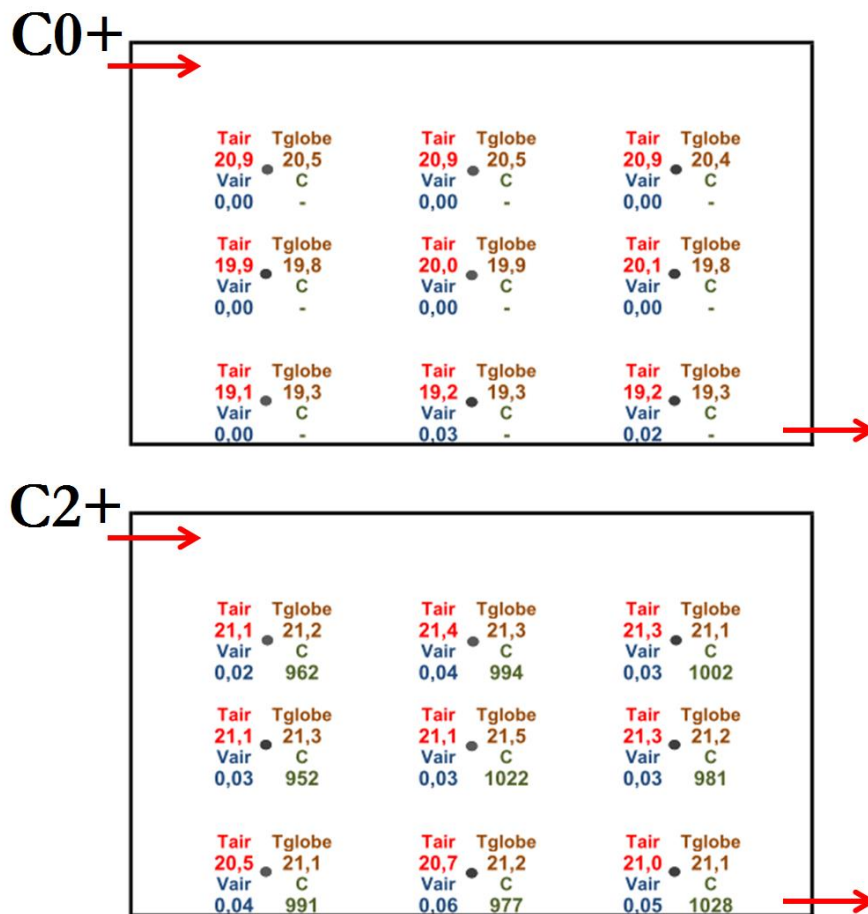 C0+
Tair Tglobe Tair Tglobe Tair Tglobe
20,9 20,5 20,9 20,5 20,9 20,4
Vair C Vair C Vair C
0,00 - 0,00 - 0,00 -
Tair Tglobe Tair Tglobe Tair Tglobe
19,9 19,8 20,0 19,9 20,1 19,8
Vair C Vair C Vair C
0,00 - 0,00 - 0,00 -
Tair Tglobe Tair Tglobe Tair Tglobe
19,1 19,3 19,2 19,3 19,2 19,3
Vair C Vair C Vair C
0,00 - 0,03 - 0,02 -
C2+
Tair Tglobe Tair Tglobe Tair Tglobe
21,1 21,2 21,4 21,3 21,3 21,1
Vair C Vair C Vair C
0,02 962 0,04 994 0,03 1002
Tair Tglobe Tair Tglobe Tair Tglobe
21,1 21,3 21,1 21,5 21,3 21,2
Vair C Vair C Vair C
0,03 952 0,03 1022 0,03 981
Tair Tglobe Tair Tglobe Tair Tglobe
20,5 21,1 20,7 21,2 21,0 21,1
Vair C Vair C Vair C
0,04 991 0,06 977 0,05 1028